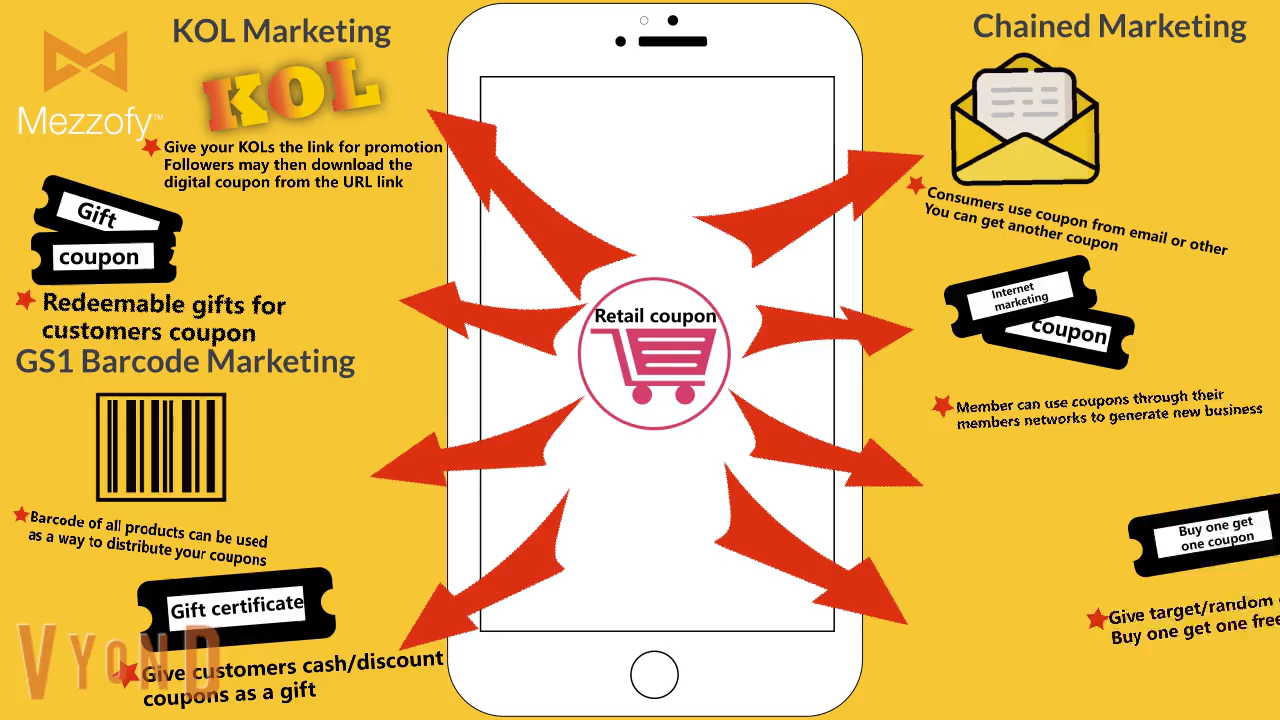 KOL Marketing
KOL
Mezzofy™
Give your KOLs the link for promotion
Followers may then download the
digital coupon from the URL link
Gift
coupon
Redeemable gifts for
customers coupon
GS1 Barcode Marketing
Barcode of all products can be used
as a way to distribute your coupons
Gift certificate
Give customers cash/discount
coupons as a gift
VYOND
Retail coupon
Chained Marketing
Consumers use coupon from email or other
You can get another coupon
Internet
marketing
coupon
Member can use coupons through their
members networks to generate new business
Buy one get
one coupon
Give target/random
Buy one get one free